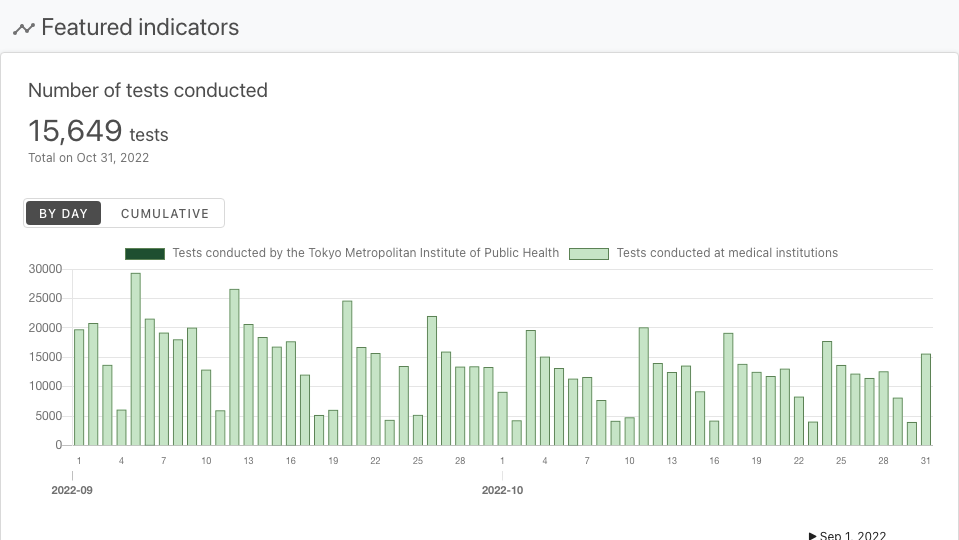 Featured indicators
Number of tests conducted
15,649 tests
Total on Oct 31, 2022
BY DAY CUMULATIVE
Tests conducted by the Tokyo Metropolitan Institute of Public Health Tests conducted at medical institutions
30000
25000
20000
15000
10000
5000
0
1 4 7 10 13 16 19 22 25 28 1 4 7 10 13 16 19 22 25 28 31
2022-09 2022-10
Sep 1, 2022